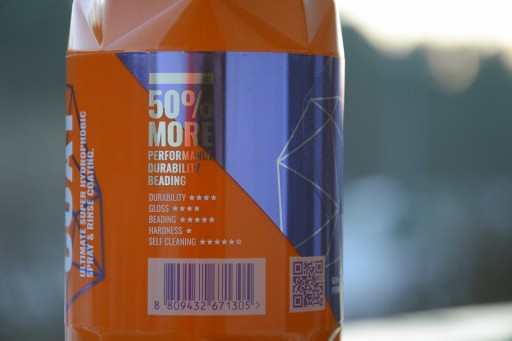 50%
MORE
PERFORMANCE
DURABILITY
BEADING
DURABILITY ★★★★
GLOSS ★★★★
BEADING ★★★★★
HARDNESS ★
SELF CLEANING ★★★★★☆
8 809432 671305 >
ULTIMATE SUPER HYDROPHOBIC
SPRAY & RINSE COATING.